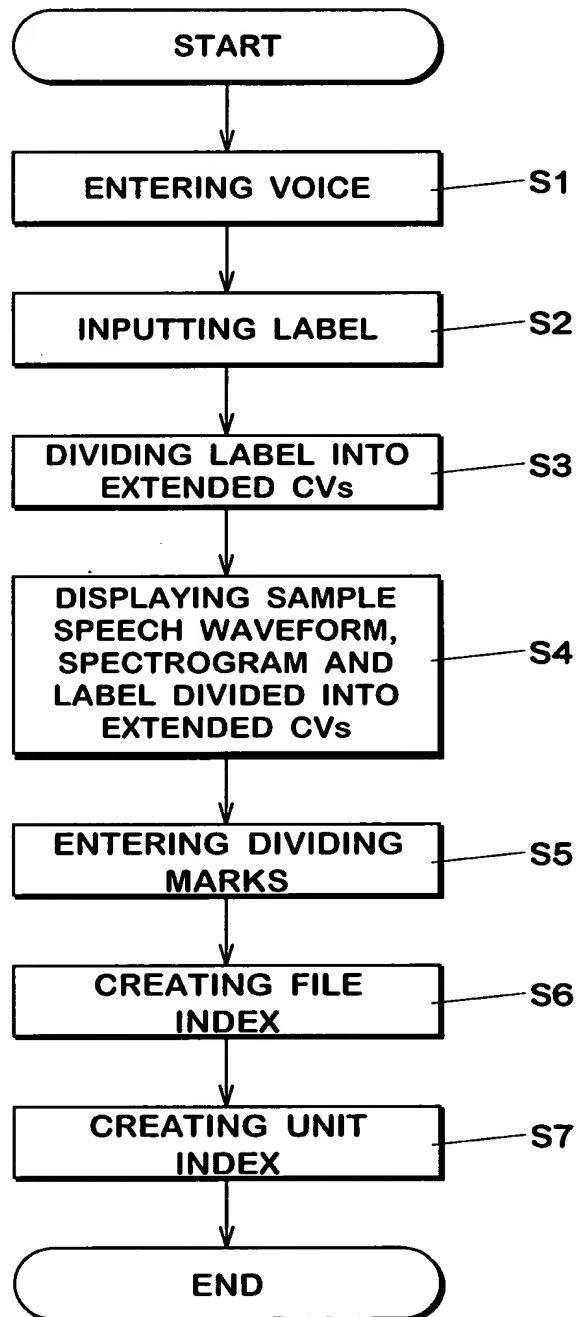 START
ENTERING VOICE
S1
INPUTTING LABEL
S2
DIVIDING LABEL INTO
EXTENDED CVs
S3
DISPLAYING SAMPLE
SPEECH WAVEFORM,
SPECTROGRAM AND
LABEL DIVIDED INTO
EXTENDED CVs
S4
ENTERING DIVIDING
MARKS
S5
CREATING FILE
INDEX
S6
CREATING UNIT
INDEX
S7
END